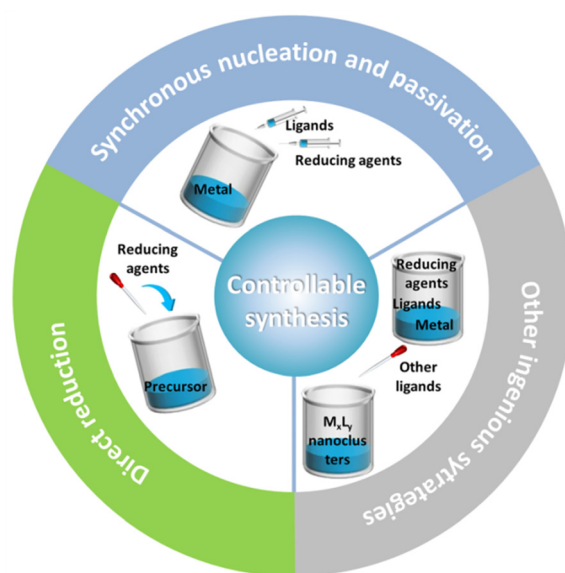 Synchronous nucleation and passivation
Ligands
Reducing agents
Metal
Reducing
agents
Precursor
Direct reduction
Controllable
synthesis
Reducing
agents
Ligands
Metal
Other
ligands
MₓLᵧ
nanoclus
ters
Other ingenious sytrategies